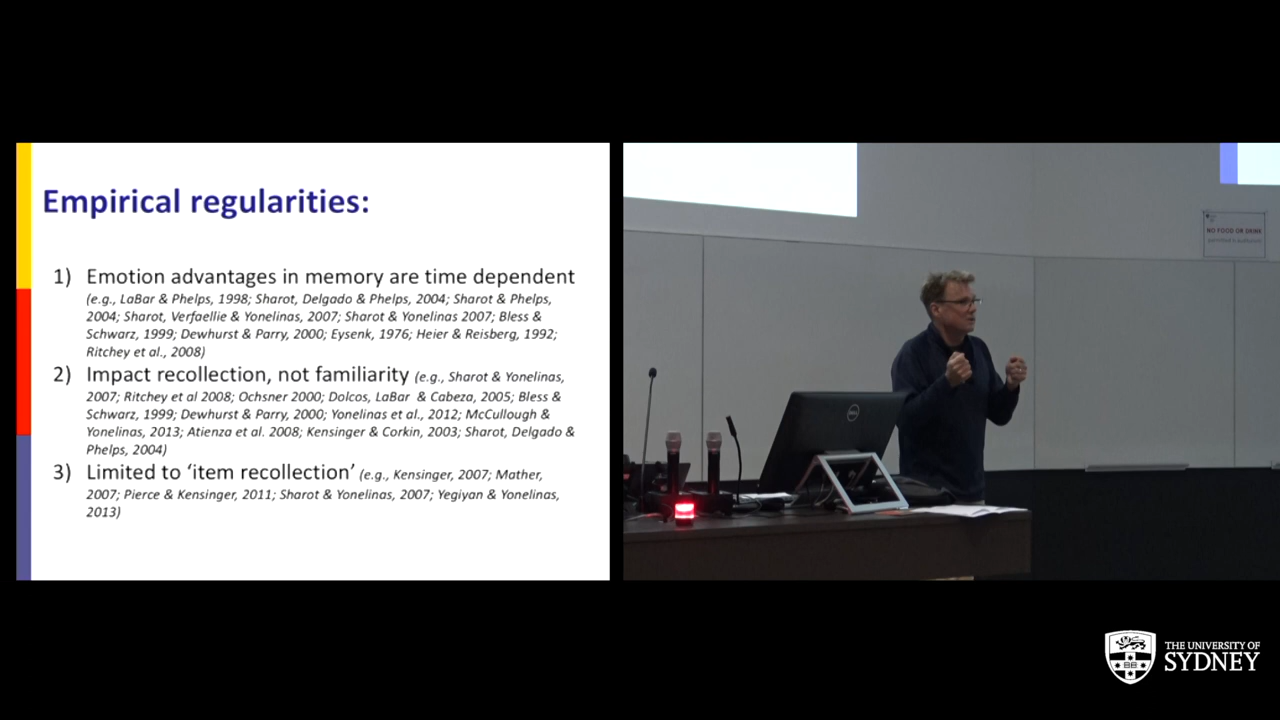 Empirical regularities:
1) Emotion advantages in memory are time dependent
(e.g., LaBar & Phelps, 1998; Sharot, Delgado & Phelps, 2004; Sharot & Phelps,
2004; Sharot, Verfaellie & Yonelinas, 2007; Sharot & Yonelinas 2007; Bless &
Schwarz, 1999; Dewhurst & Parry, 2000; Eysenk, 1976; Heier & Reisberg, 1992;
Ritchey et al., 2008)
2) Impact recollection, not familiarity (e.g., Sharot & Yonelinas,
2007; Ritchey et al 2008; Ochsner 2000; Dolcos, LaBar & Cabeza, 2005; Bless &
Schwarz, 1999; Dewhurst & Parry, 2000; Yonelinas et al., 2012; McCullough &
Yonelinas, 2013; Atienza et al. 2008; Kensinger & Corkin, 2003; Sharot, Delgado &
Phelps, 2004)
3) Limited to ‘item recollection’ (e.g., Kensinger, 2007; Mather,
2007; Pierce & Kensinger, 2011; Sharot & Yonelinas, 2007; Yegiyan & Yonelinas,
2013)
NO FOOD OR DRINK
DELL
THE UNIVERSITY OF
SYDNEY